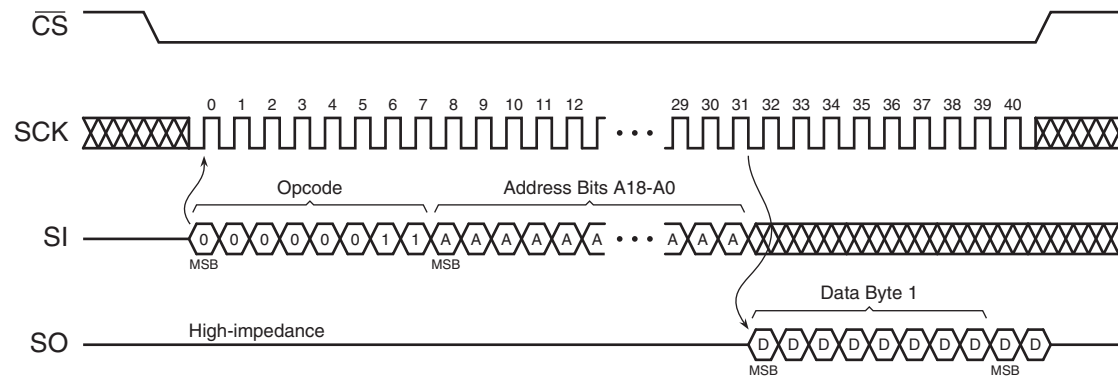 CS
0 1 2 3 4 5 6 7 8 9 10 11 12 29 30 31 32 33 34 35 36 37 38 39 40
SCK
Opcode Address Bits A18-A0
SI 0 0 0 0 0 0 1 1 A A A A A A A A A
MSB MSB
Data Byte 1
High-impedance
SO D D D D D D D D D D
MSB MSB